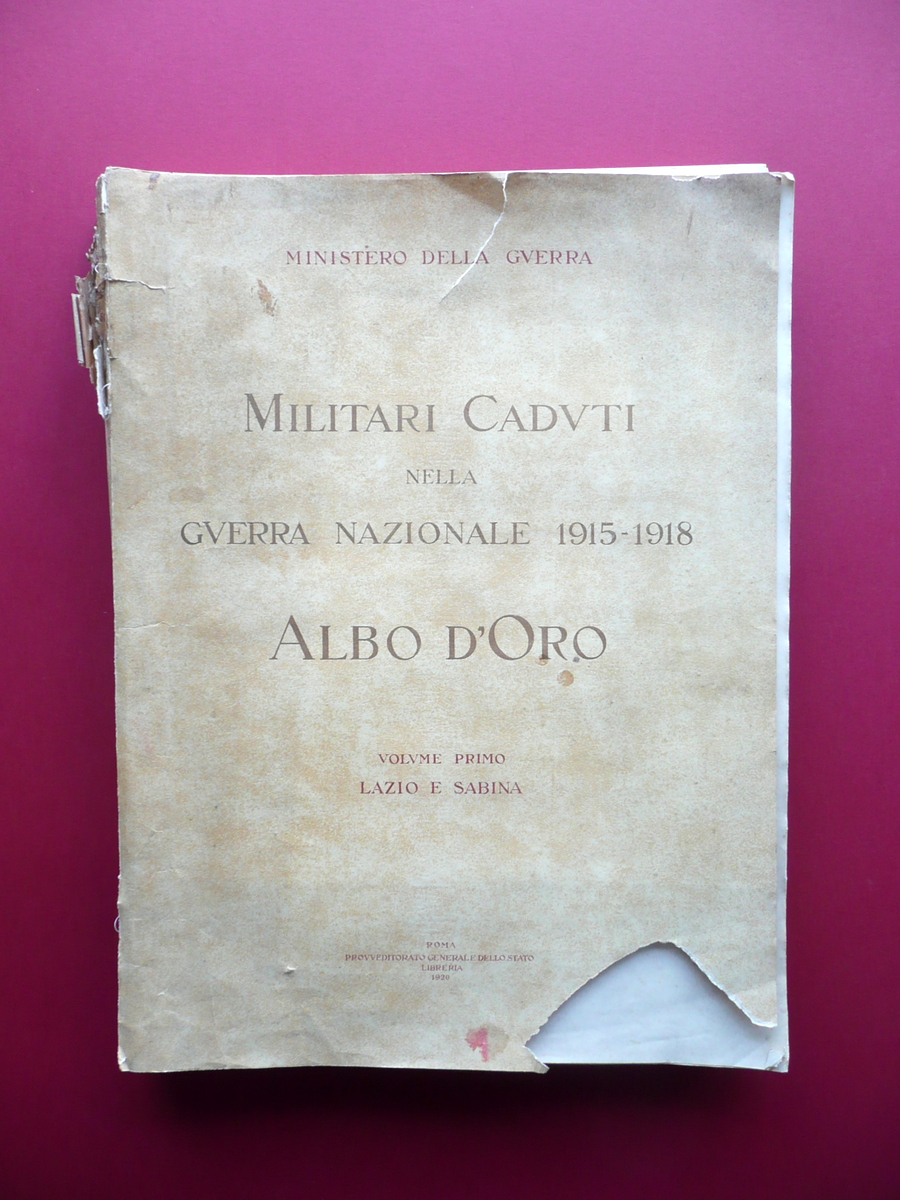 MINISTERO DELLA GVERRA
MILITARI CADVTI
NELLA
GVERRA NAZIONALE 1915-1918
ALBO D'ORO
VOLVME PRIMO
LAZIO E SABINA
ROMA
PROVVEDITORATO GENERALE DELLO STATO
LIBRERIA